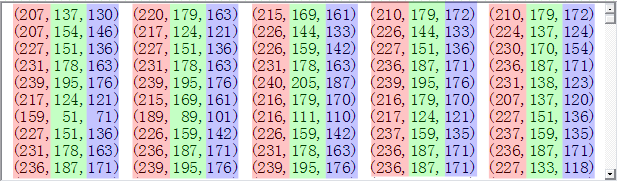 (207,137,130) (220,179,163) (215,169,161) (210,179,172) (210,179,172)
(207,154,146) (217,124,121) (226,144,133) (226,144,133) (224,137,124)
(227,151,136) (227,151,136) (226,159,142) (227,151,136) (230,170,154)
(231,178,163) (231,178,163) (231,178,163) (236,187,171) (236,187,171)
(239,195,176) (239,195,176) (240,205,187) (239,195,176) (231,138,123)
(217,124,121) (215,169,161) (216,179,170) (216,179,170) (207,137,120)
(159, 51, 71) (189, 89,101) (216,111,110) (217,124,121) (227,151,136)
(227,151,136) (226,159,142) (226,159,142) (237,159,135) (237,159,135)
(231,178,163) (236,187,171) (231,178,163) (236,187,171) (236,187,171)
(236,187,171) (239,195,176) (239,195,176) (236,187,171) (227,133,118)